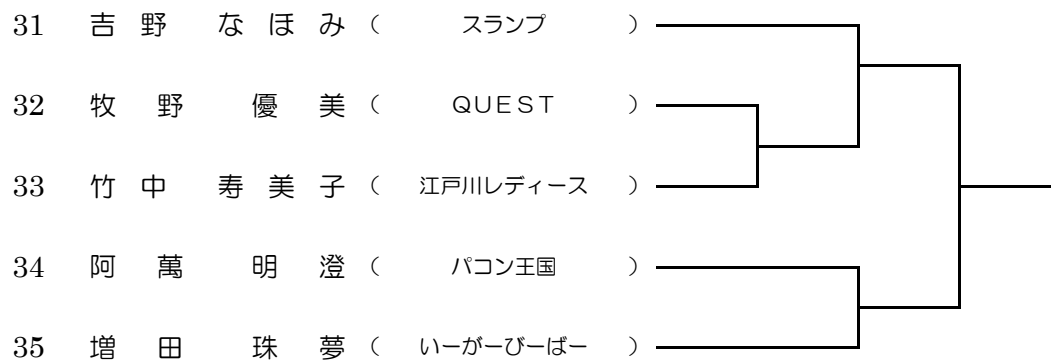 31 吉野 なほみ ( スランプ )
32 牧野 優美 ( QUEST )
33 竹中 寿美子 ( 江戸川レディース )
34 阿萬 明澄 ( パコン王国 )
35 増田 珠夢 ( いーがーびーばー )